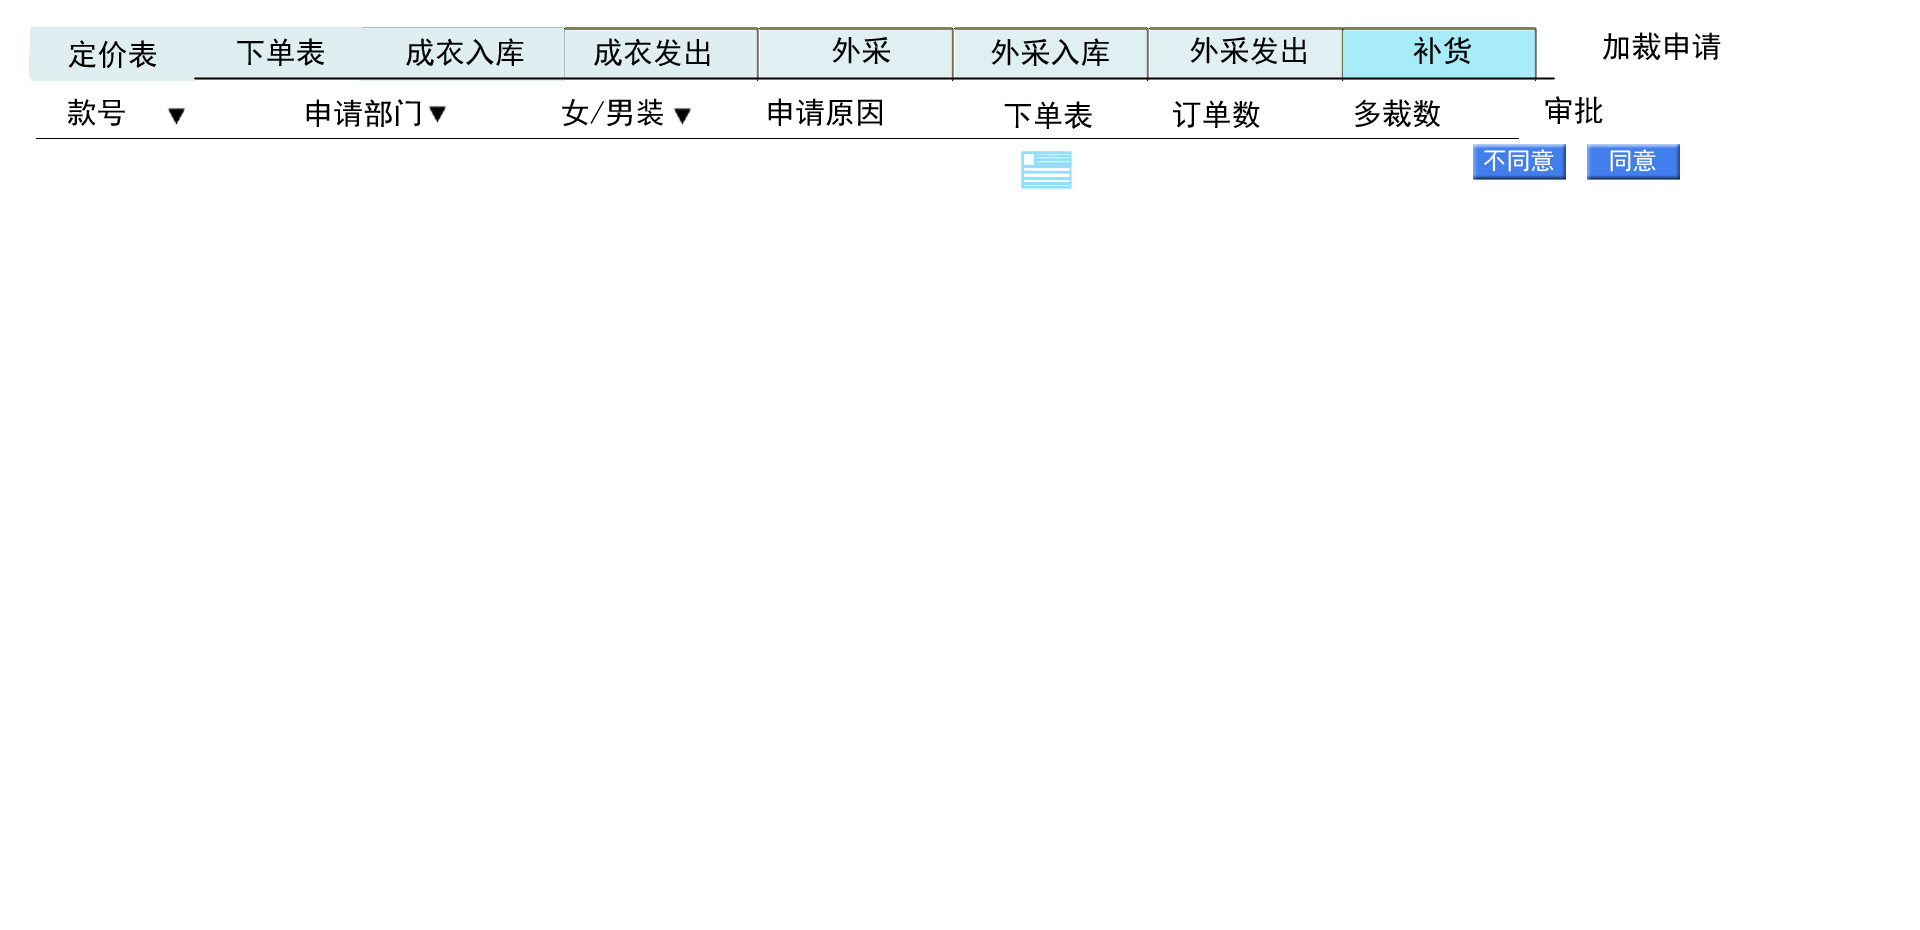 定价表 下单表 成衣入库 成衣发出 外采 外采入库 外采发出 补货 加裁申请
款号 ▼ 申请部门▼ 女/男装 ▼ 申请原因 下单表 订单数 多裁数 审批
不同意 同意